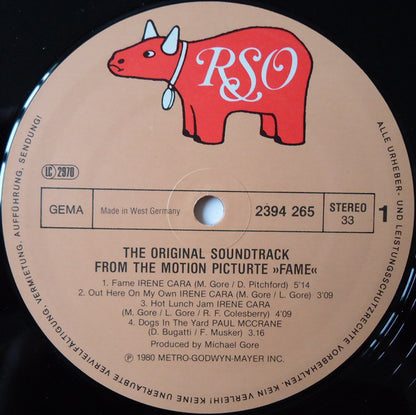 RSO
LC 2970
GEMA
Made in West Germany
2394 265
STEREO
33
1
THE ORIGINAL SOUNDTRACK
FROM THE MOTION PICTURTE »FAME«
1. Fame IRENE CARA (M. Gore / D. Pitchford) 5'14
2. Out Here On My Own IRENE CARA (M. Gore / L. Gore) 3'09
3. Hot Lunch Jam IRENE CARA
(M. Gore / L. Gore / R. F. Colesberry) 3'09
4. Dogs In The Yard PAUL MCCRANE
(D. Bugatti / F. Musker) 3.16
Produced by Michael Gore
℗ 1980 METRO-GODWYN-MAYER INC.
ALLE URHEBER- UND LEISTUNGSSCHUTZRECHTE VORBEHALTEN. KEIN VERLEIH! KEINE UNERLAUBTE VERVIELFÄLTIGUNG, VERMIETUNG, AUFFÜHRUNG, SENDUNG!